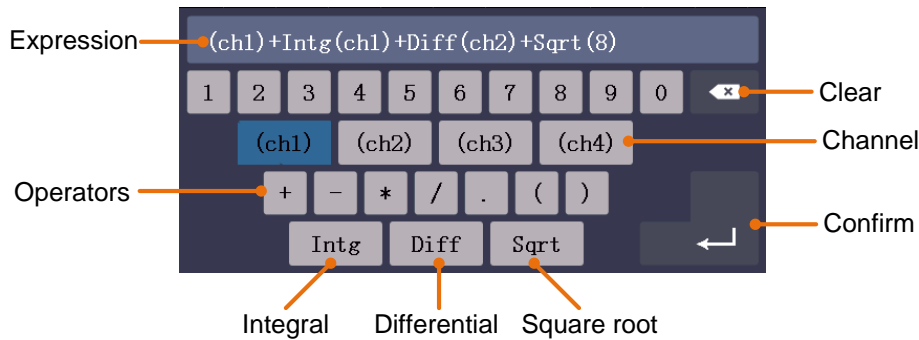 Expression
(ch1)+Intg(ch1)+Diff(ch2)+Sqrt(8)
1 2 3 4 5 6 7 8 9 0
Clear
(ch1) (ch2) (ch3) (ch4)
Channel
Operators
+ - * / . ( )
Confirm
Intg Diff Sqrt
Integral Differential Square root